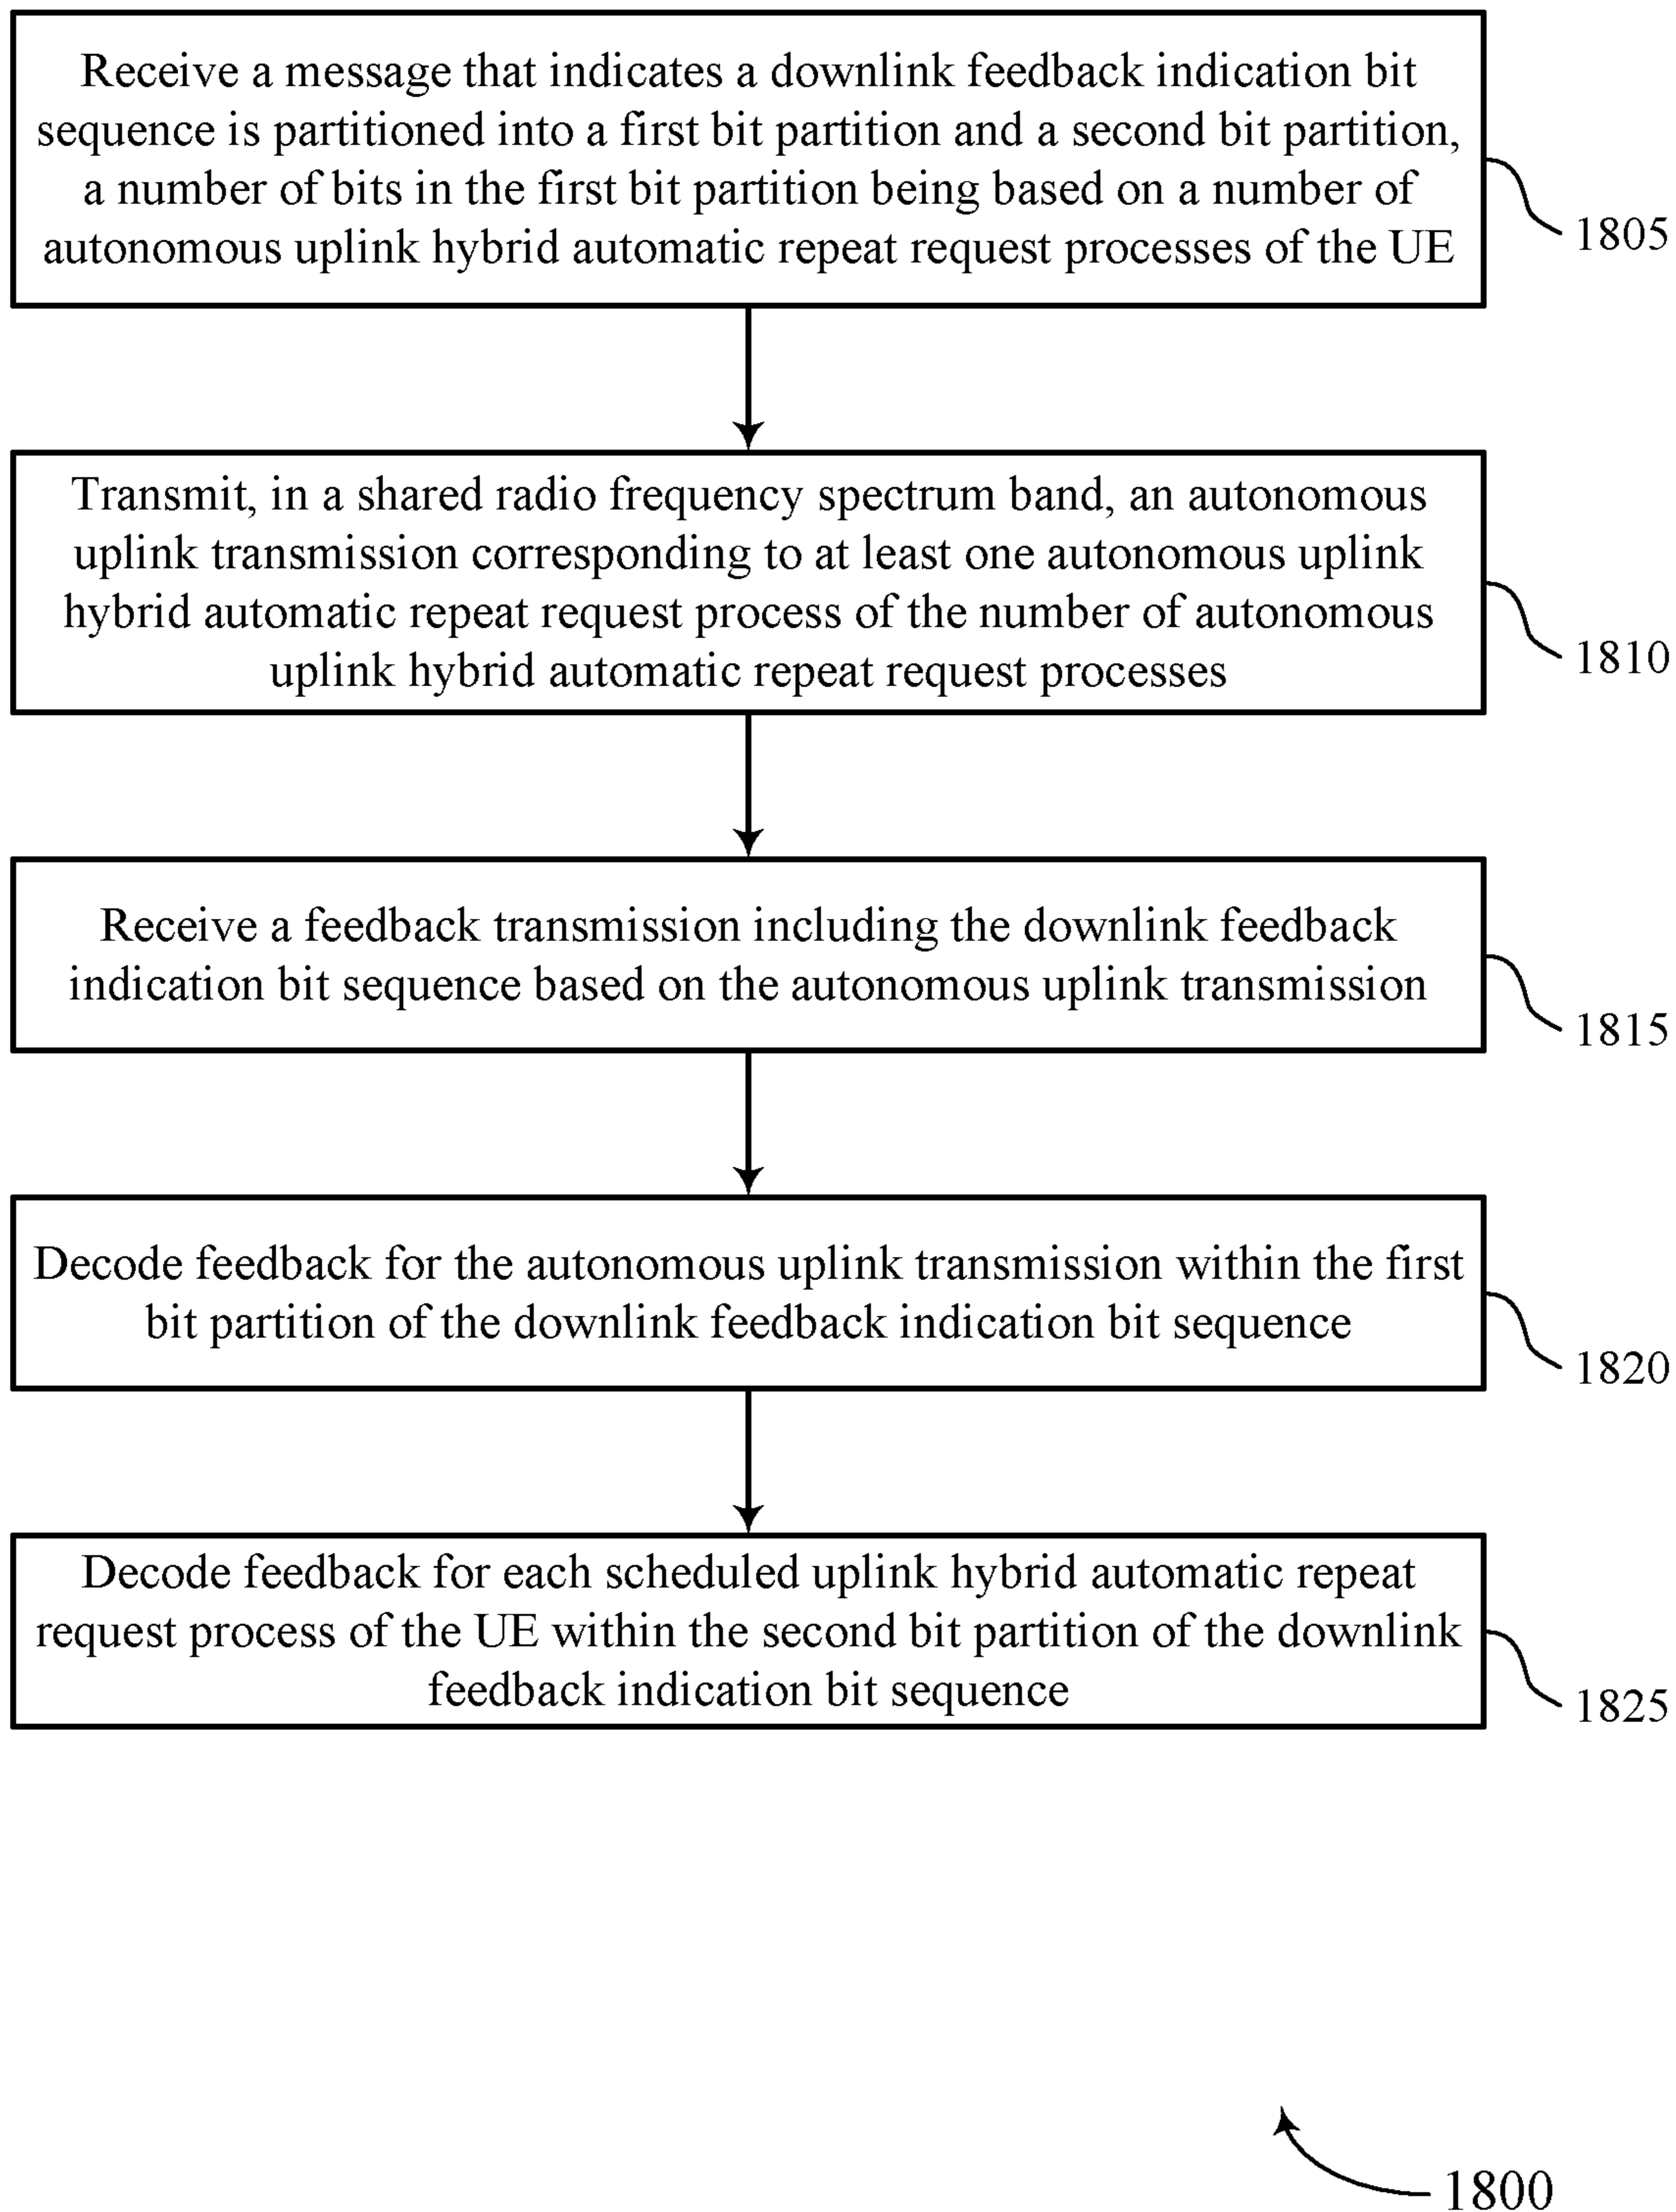 Receive a message that indicates a downlink feedback indication bit
sequence is partitioned into a first bit partition and a second bit partition,
a number of bits in the first bit partition being based on a number of
autonomous uplink hybrid automatic repeat request processes of the UE
1805
Transmit, in a shared radio frequency spectrum band, an autonomous
uplink transmission corresponding to at least one autonomous uplink
hybrid automatic repeat request process of the number of autonomous
uplink hybrid automatic repeat request processes
1810
Receive a feedback transmission including the downlink feedback
indication bit sequence based on the autonomous uplink transmission
1815
Decode feedback for the autonomous uplink transmission within the first
bit partition of the downlink feedback indication bit sequence
1820
Decode feedback for each scheduled uplink hybrid automatic repeat
request process of the UE within the second bit partition of the downlink
feedback indication bit sequence
1825
1800